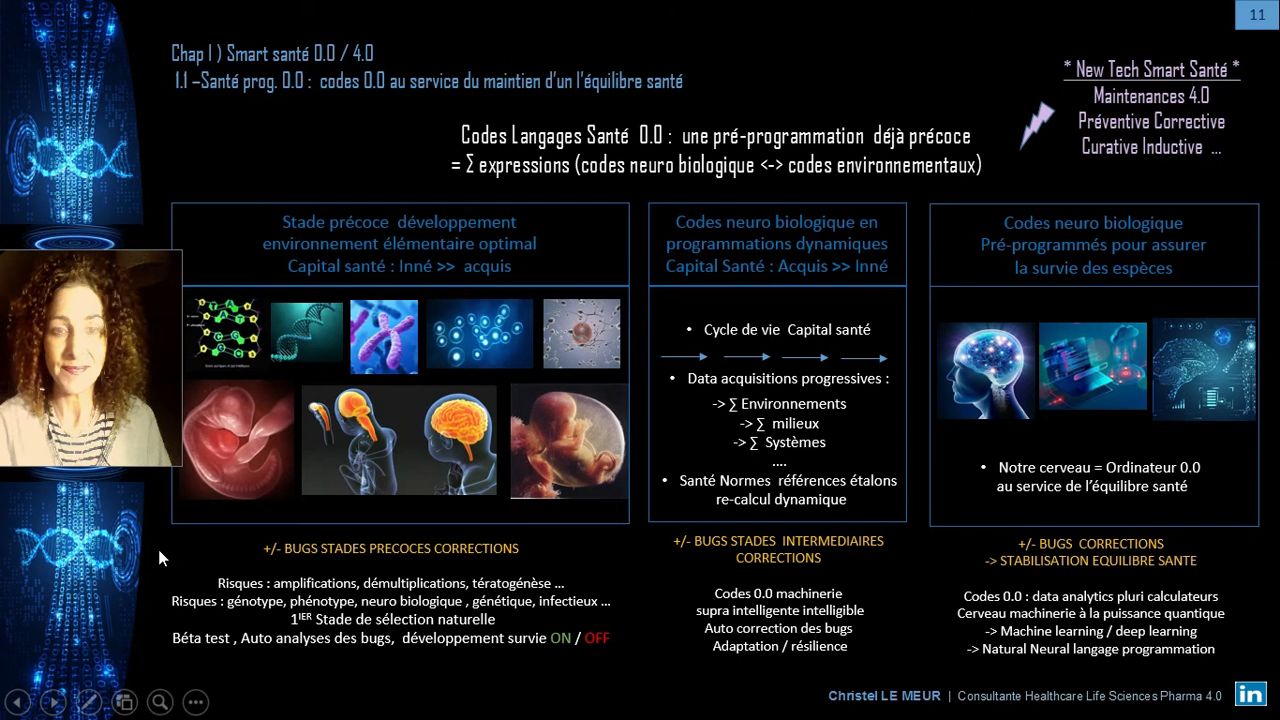 11
Chap I ) Smart santé 0.0 / 4.0
1.1 –Santé prog. 0.0 : codes 0.0 au service du maintien d'un l'équilibre santé
* New Tech Smart Santé *
Maintenances 4.0
Préventive Corrective
Curative Inductive ...
Codes Langages Santé 0.0 : une pré-programmation déjà précoce
= Σ expressions (codes neuro biologique <-> codes environnementaux)
Stade précoce développement
environnement élémentaire optimal
Capital santé : Inné >> acquis
+/- BUGS STADES PRECOCES CORRECTIONS
Risques : amplifications, démultiplications, tératogénèse ...
Risques : génotype, phénotype, neuro biologique , génétique, infectieux ...
1IER Stade de sélection naturelle
Béta test , Auto analyses des bugs, développement survie ON / OFF
Codes neuro biologique en
programmations dynamiques
Capital Santé : Acquis >> Inné
• Cycle de vie Capital santé
• Data acquisitions progressives :
-> ∑ Environnements
-> ∑ milieux
-> ∑ Systèmes
....
• Santé Normes références étalons
re-calcul dynamique
+/- BUGS STADES INTERMEDIAIRES
CORRECTIONS
Codes 0.0 machinerie
supra intelligente intelligible
Auto correction des bugs
Adaptation / résilience
Codes neuro biologique
Pré-programmés pour assurer
la survie des espèces
• Notre cerveau = Ordinateur 0.0
au service de l'équilibre santé
+/- BUGS CORRECTIONS
-> STABILISATION EQUILIBRE SANTE
Codes 0.0 : data analytics pluri calculateurs
Cerveau machinerie à la puissance quantique
-> Machine learning / deep learning
-> Natural Neural langage programmation
Christel LE MEUR | Consultante Healthcare Life Sciences Pharma 4.0
in